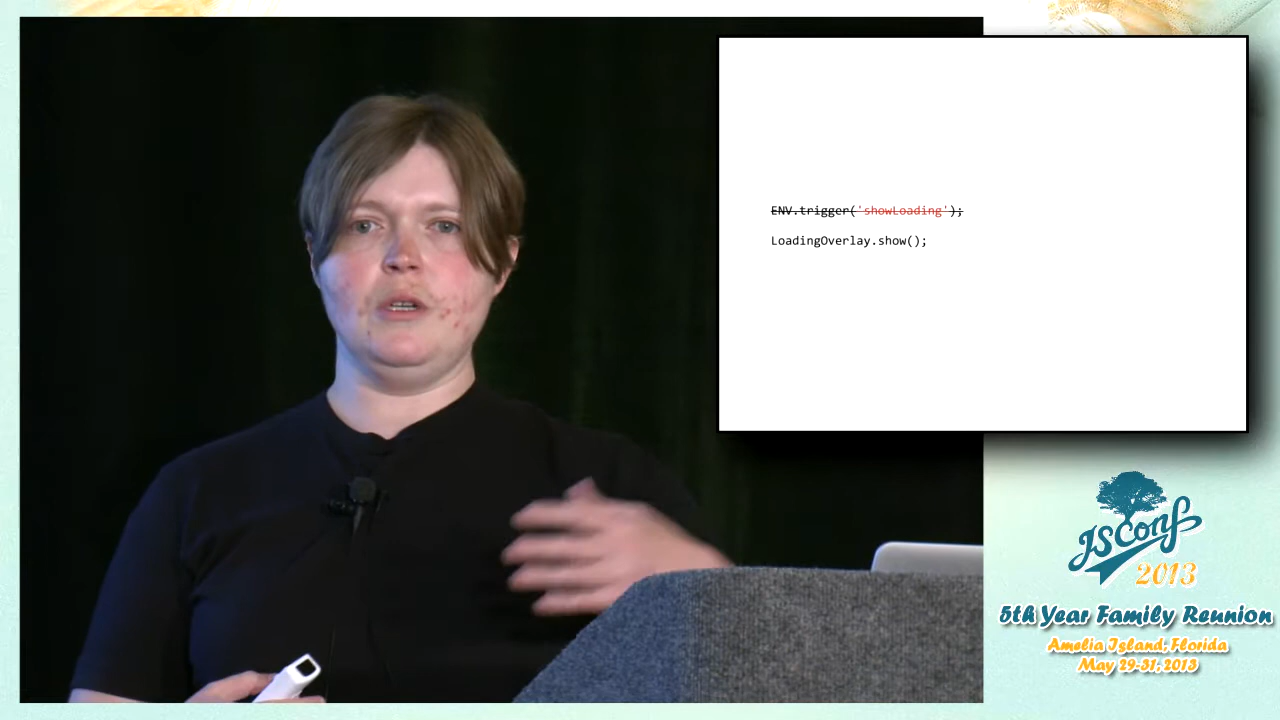 ENV.trigger('showLoading');
LoadingOverlay.show();
JSConf
2013
5th Year Family Reunion
Amelia Island, Florida
May 29-31, 2013